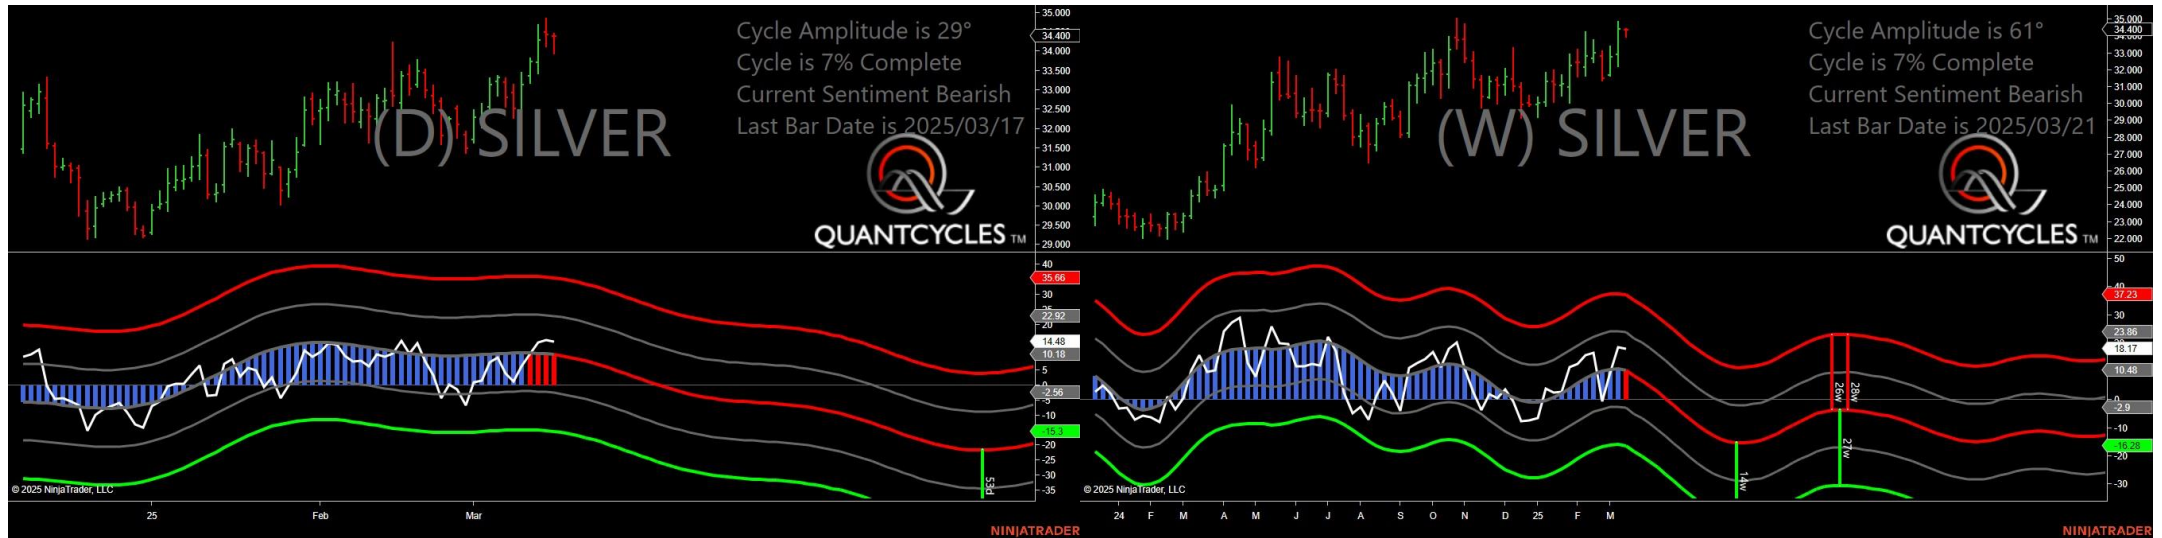 Cycle Amplitude is 29°
Cycle is 7% Complete
Current Sentiment Bearish
Last Bar Date is 2025/03/17
(D) SILVER
QUANTCYCLES TM
35.000
34.400
34.000
33.500
33.000
32.500
32.000
31.500
31.000
30.500
30.000
29.500
29.000
40
35.66
30
22.92
20
14.48
10.18
5
0
-2.56
-5
-10
-15.3
-20
-25
-30
-35
53d
© 2025 NinjaTrader, LLC
25 Feb Mar
NINJATRADER
Cycle Amplitude is 61°
Cycle is 7% Complete
Current Sentiment Bearish
Last Bar Date is 2025/03/21
(W) SILVER
QUANTCYCLES TM
35.000
34.400
33.000
32.000
31.000
30.000
29.000
28.000
27.000
26.000
25.000
24.000
23.000
22.000
50
40
37.23
30
23.86
18.17
10.48
0
-2.9
-10
-16.28
-20
-30
14w
26w
28w
27w
© 2025 NinjaTrader, LLC
24 F M A M J J A S O N D 25 F M
NINJATRADER